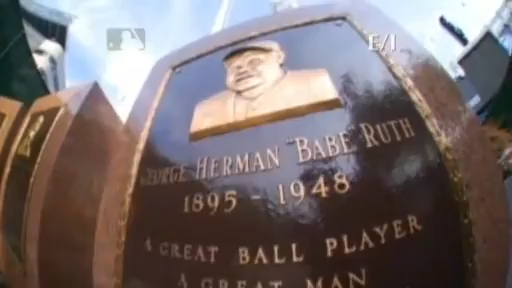 E/I
GEORGE HERMAN "BABE" RUTH
1895 - 1948
A GREAT BALL PLAYER
A GREAT MAN